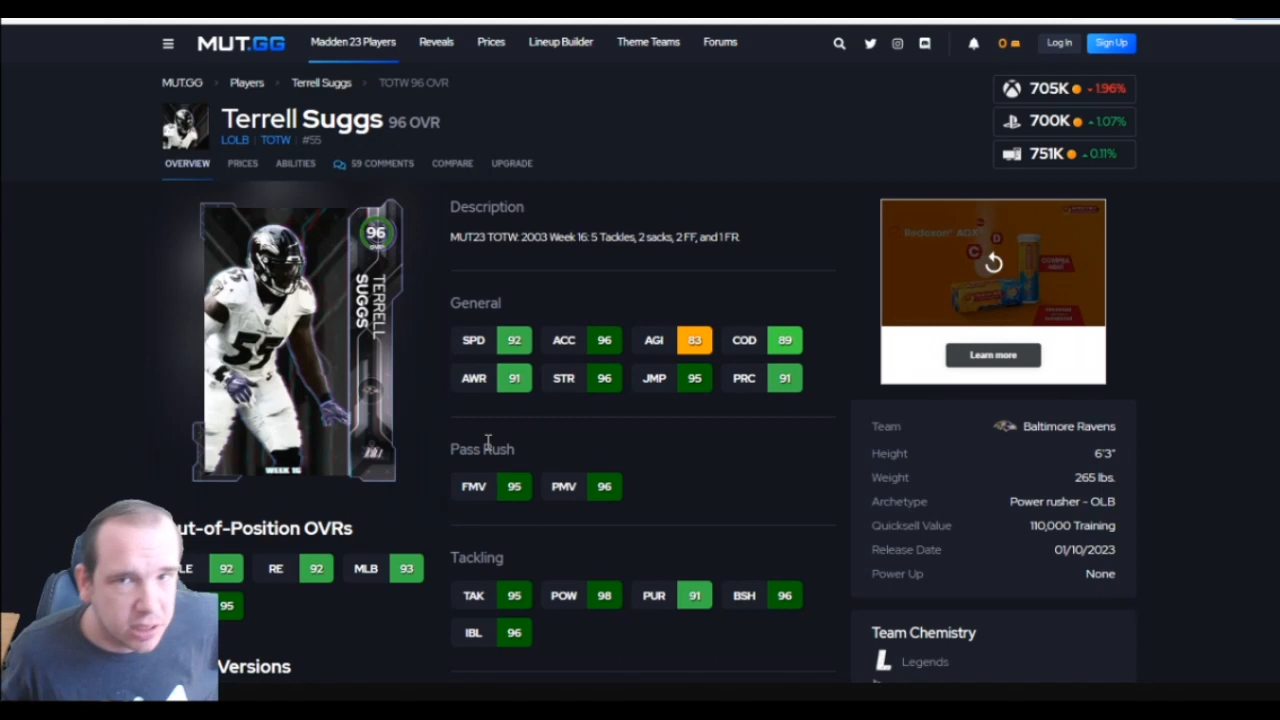 MUT.GG Madden 23 Players Reveals Prices Lineup Builder Theme Teams Forums 0 Log In Sign Up
MUT.GG Players Terrell Suggs TOTW 96 OVR
Terrell Suggs 96 OVR
LOLB TOTW #55
OVERVIEW PRICES ABILITIES 59 COMMENTS COMPARE UPGRADE
705K - 1.96%
700K 1.07%
751K 0.11%
96
TERRELL
SUGGS
55
WEEK 16
Description
MUT23 TOTW: 2003 Week 16: 5 Tackles, 2 sacks, 2 FF, and 1 FR.
General
SPD 92 ACC 96 AGI 83 COD 89
AWR 91 STR 96 JMP 95 PRC 91
Pass Rush
FMV 95 PMV 96
Tackling
TAK 95 POW 98 PUR 91 BSH 96
IBL 96
ut-of-Position OVRs
LE 92 RE 92 MLB 93
95
Versions
Redoxon
C D
Learn more
Team Baltimore Ravens
Height 6'3"
Weight 265 lbs.
Archetype Power rusher - OLB
Quicksell Value 110,000 Training
Release Date 01/10/2023
Power Up None
Team Chemistry
L Legends